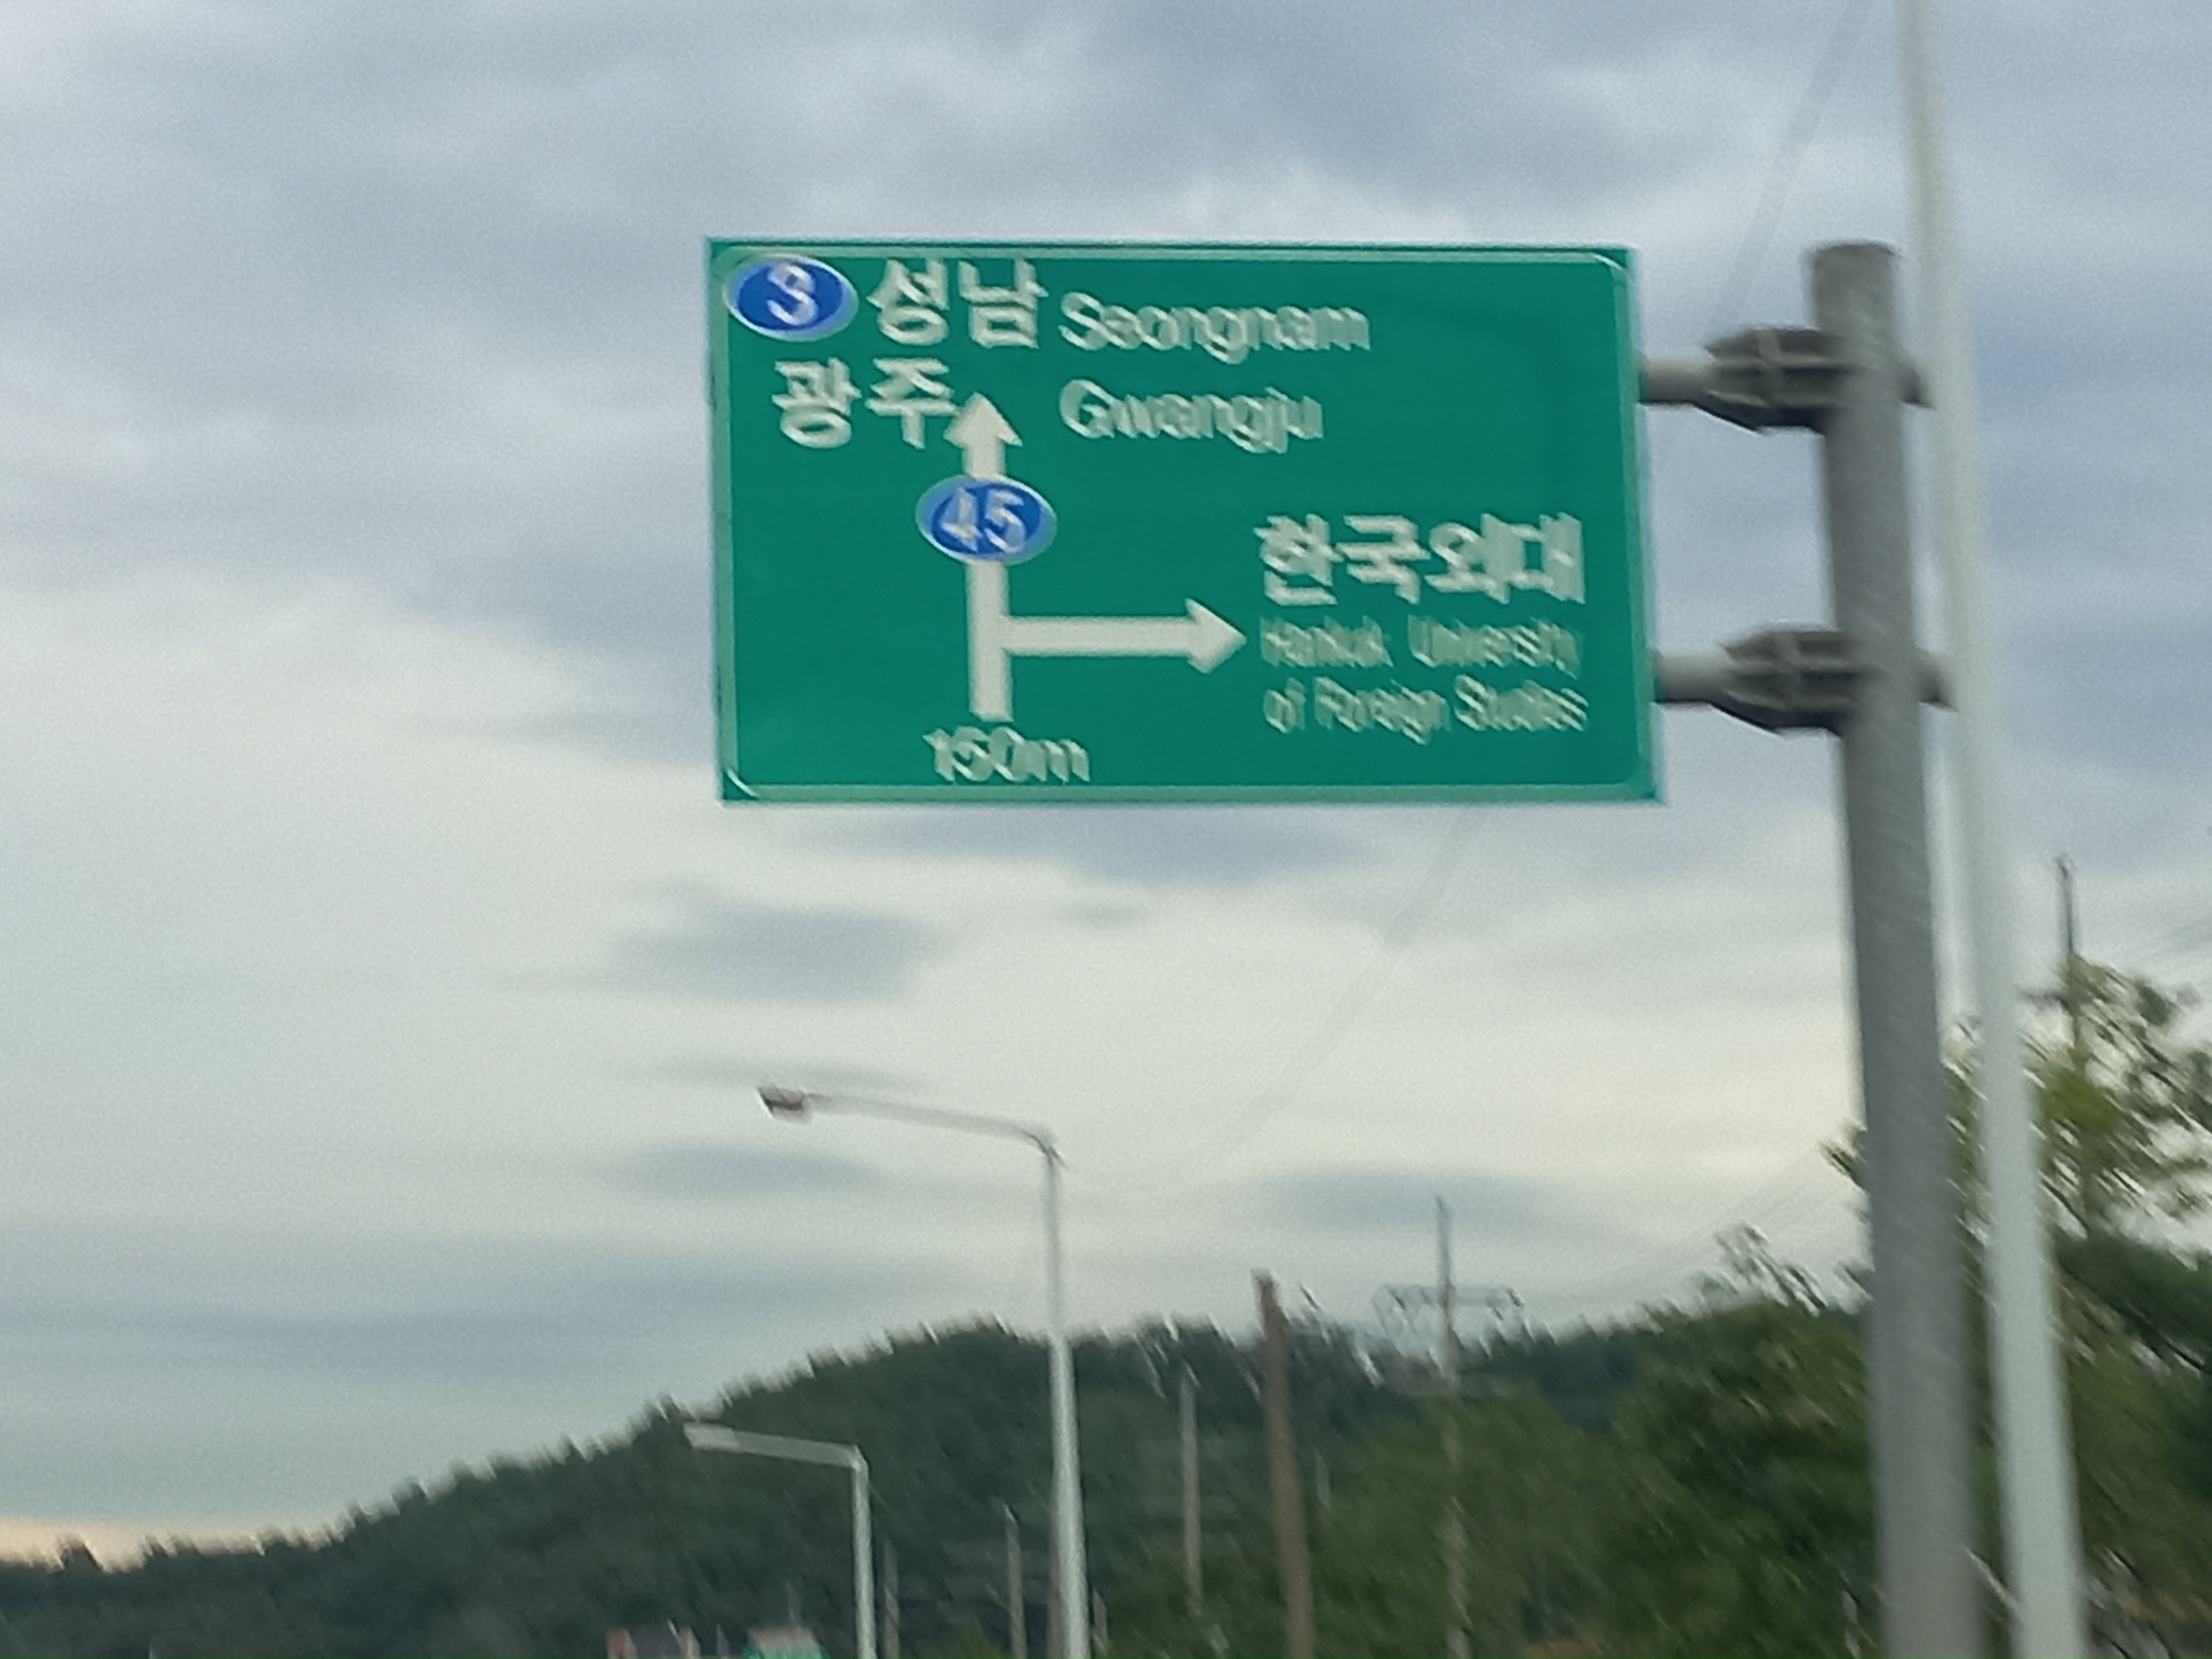 3 성남 Seongnam
광주 Gwangju
45
한국외대
Hankuk University
of Foreign Studies
150m